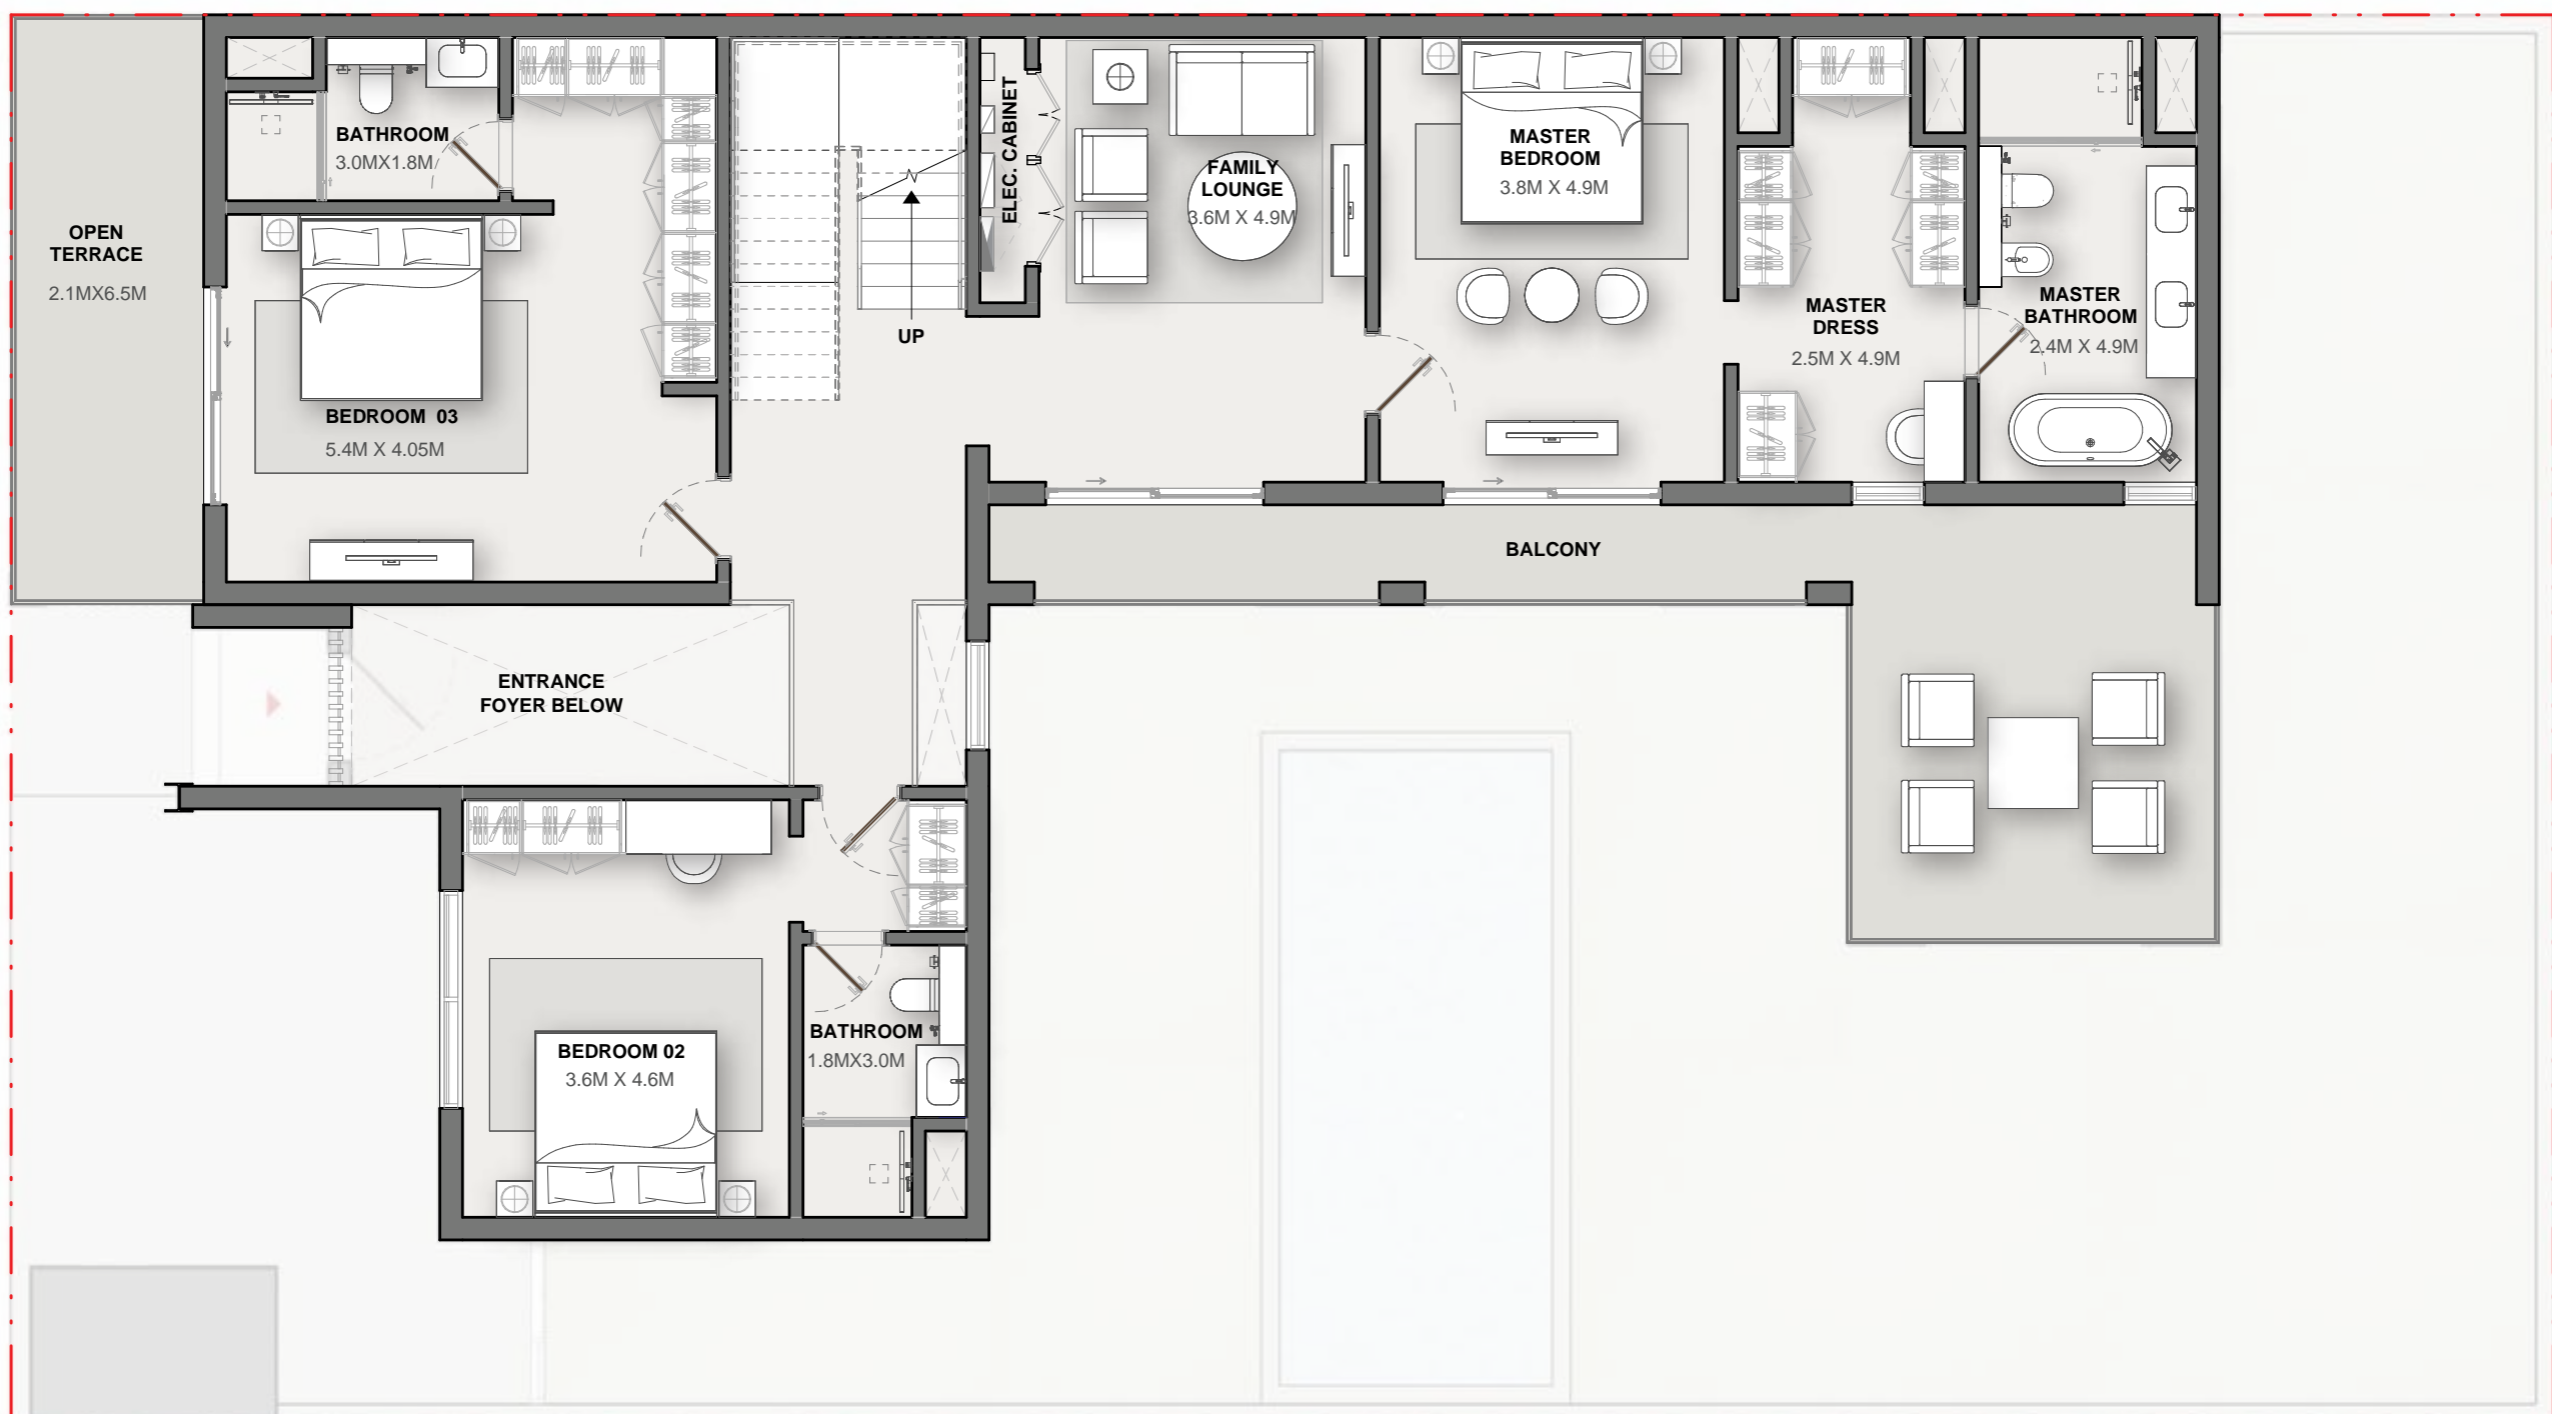 OPEN
TERRACE
2.1MX6.5M
BATHROOM
3.0MX1.8M
BEDROOM  03
5.4M X 4.05M
UP
ELEC. CABINET
FAMILY
LOUNGE
3.6M X 4.9M
MASTER
BEDROOM
3.8M X 4.9M
MASTER
DRESS
2.5M X 4.9M
MASTER
BATHROOM
2.4M X 4.9M
BALCONY
ENTRANCE
FOYER BELOW
BEDROOM 02
3.6M X 4.6M
BATHROOM
1.8MX3.0M